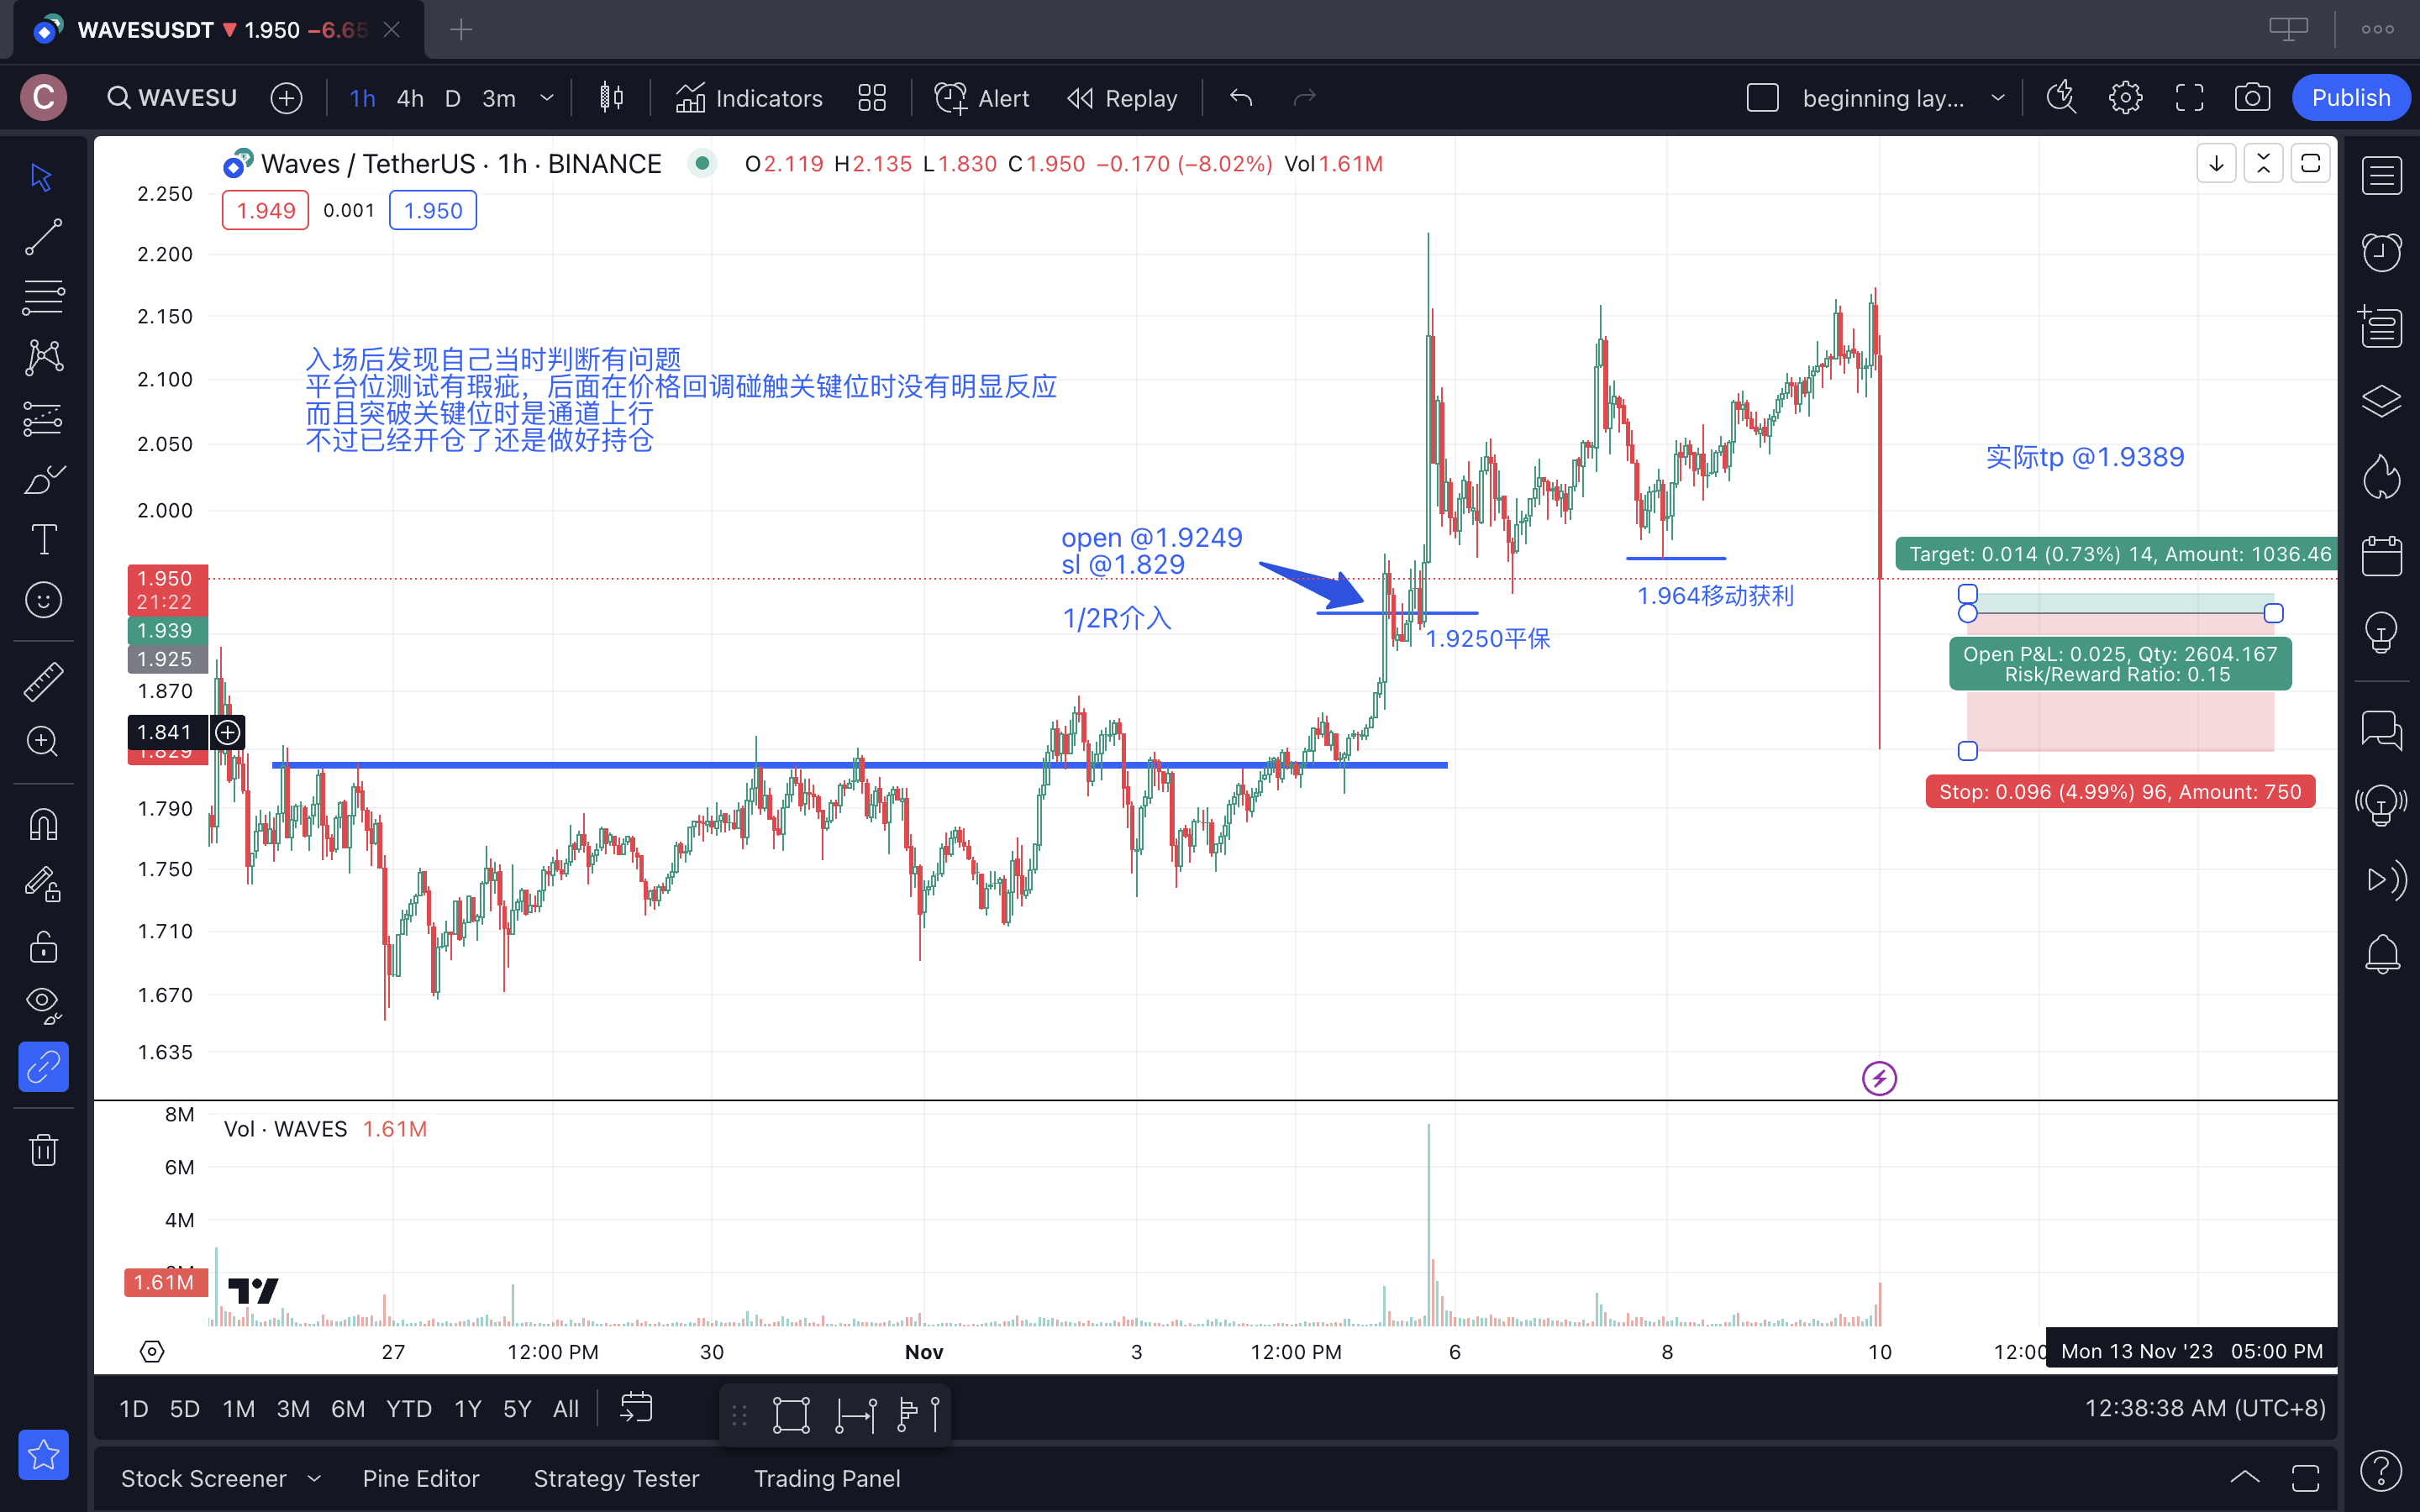 WAVESUSDT ▼ 1.950 −6.65
C
WAVESU
1h 4h D 3m
Indicators
Alert
Replay
beginning lay...
Publish
Waves / TetherUS · 1h · BINANCE
O2.119 H2.135 L1.830 C1.950 −0.170 (−8.02%) Vol1.61M
1.949 0.001 1.950
2.250
2.200
2.150
2.100
2.050
2.000
1.950
21:22
1.939
1.925
1.870
1.841
1.829
1.790
1.750
1.710
1.670
1.635
入场后发现自己当时判断有问题
平台位测试有瑕疵，后面在价格回调碰触关键位时没有明显反应
而且突破关键位时是通道上行
不过已经开仓了还是做好持仓
open @1.9249
sl @1.829
1/2R介入
1.9250平保
1.964移动获利
实际tp @1.9389
Target: 0.014 (0.73%) 14, Amount: 1036.46
Open P&L: 0.025, Qty: 2604.167
Risk/Reward Ratio: 0.15
Stop: 0.096 (4.99%) 96, Amount: 750
Vol · WAVES 1.61M
8M
6M
4M
1.61M
27 12:00 PM 30 Nov 3 12:00 PM 6 8 10 12:00
Mon 13 Nov '23 05:00 PM
1D 5D 1M 3M 6M YTD 1Y 5Y All
12:38:38 AM (UTC+8)
Stock Screener
Pine Editor
Strategy Tester
Trading Panel